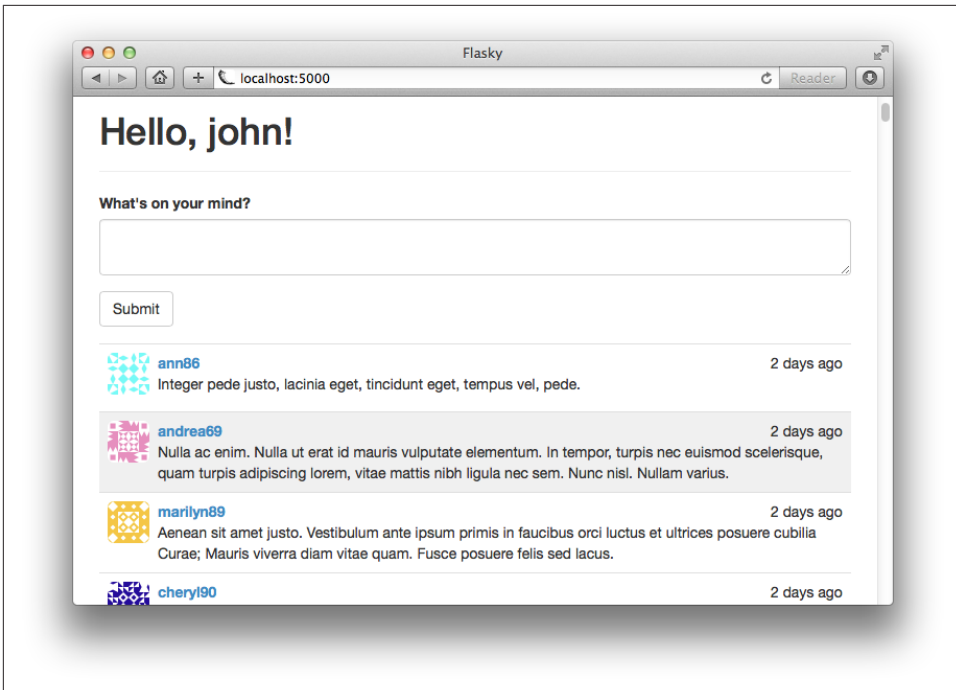 Flasky
localhost:5000
Reader
Hello, john!
What's on your mind?
Submit
ann86
2 days ago
Integer pede justo, lacinia eget, tincidunt eget, tempus vel, pede.
andrea69
2 days ago
Nulla ac enim. Nulla ut erat id mauris vulputate elementum. In tempor, turpis nec euismod scelerisque,
quam turpis adipiscing lorem, vitae mattis nibh ligula nec sem. Nunc nisl. Nullam varius.
marilyn89
2 days ago
Aenean sit amet justo. Vestibulum ante ipsum primis in faucibus orci luctus et ultrices posuere cubilia
Curae; Mauris viverra diam vitae quam. Fusce posuere felis sed lacus.
cheryl90
2 days ago